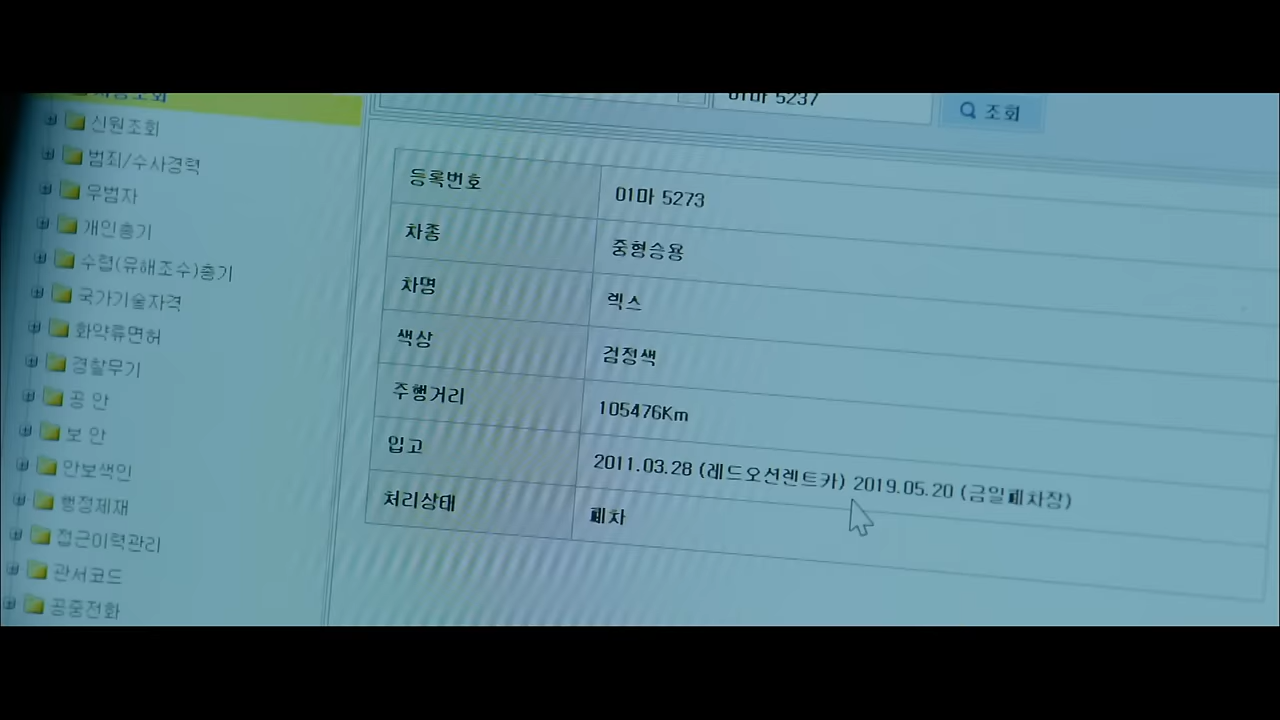 차종조회
01마 5237
조회
신원조회
범죄/수사경력
우범자
개인총기
수렵(유해조수)총기
국가기술자격
화약류면허
경찰무기
공 안
보 안
안보색인
행정제재
접근이력관리
관서코드
공중전화
등록번호 01마 5273
차종 중형승용
차명 렉스
색상 검정색
주행거리 105476Km
입고 2011.03.28 (레드오션렌트카) 2019.05.20 (금일폐차장)
처리상태 폐차